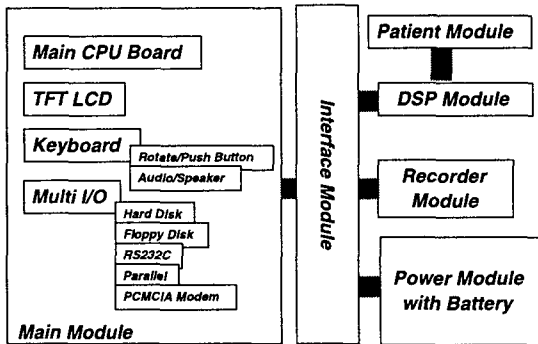 Main CPU Board
TFT LCD
Keyboard
Rotate/Push Button
Audio/Speaker
Multi I/O
Hard Disk
Floppy Disk
RS232C
Parallel
PCMCIA Modem
Main Module
Interface Module
Patient Module
DSP Module
Recorder
Module
Power Module
with Battery